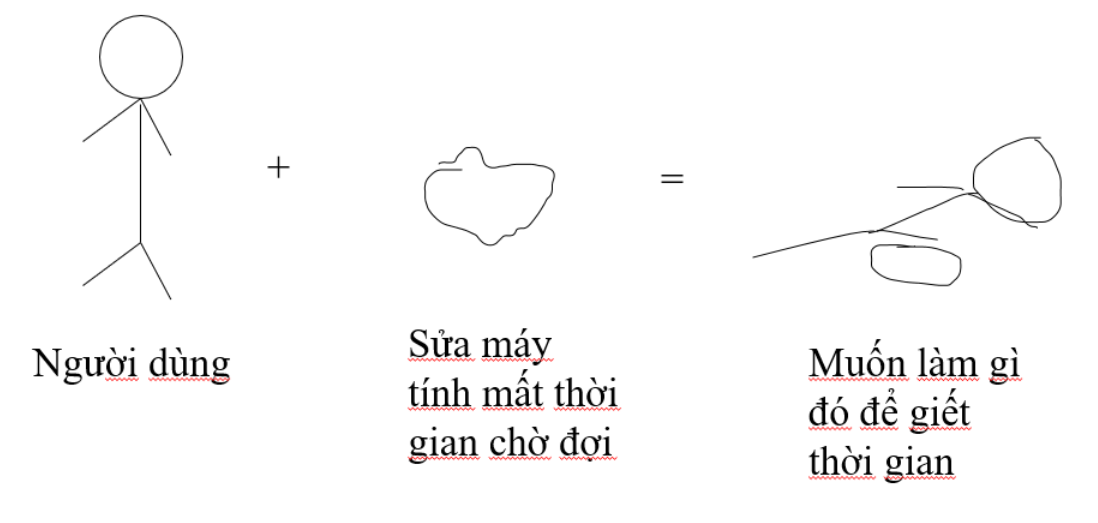 +
=
Người dùng
Sửa máy
tính mất thời
gian chờ đợi
Muốn làm gì
đó để giết
thời gian